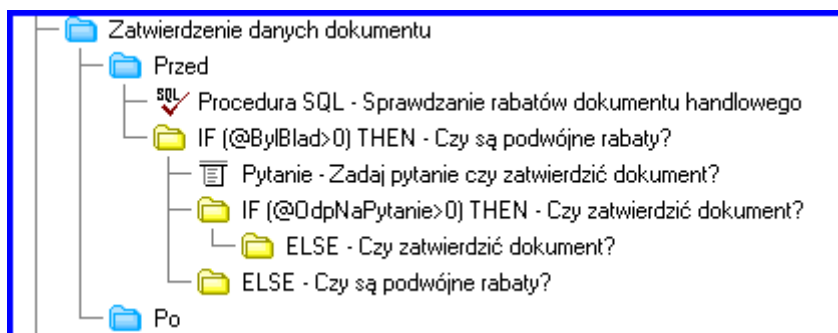 Zatwierdzenie danych dokumentu
Przed
SQL Procedura SQL - Sprawdzanie rabatów dokumentu handlowego
IF (@BylBlad>0) THEN - Czy są podwójne rabaty?
Pytanie - Zadaj pytanie czy zatwierdzić dokument?
IF (@OdpNaPytanie>0) THEN - Czy zatwierdzić dokument?
ELSE - Czy zatwierdzić dokument?
ELSE - Czy są podwójne rabaty?
Po